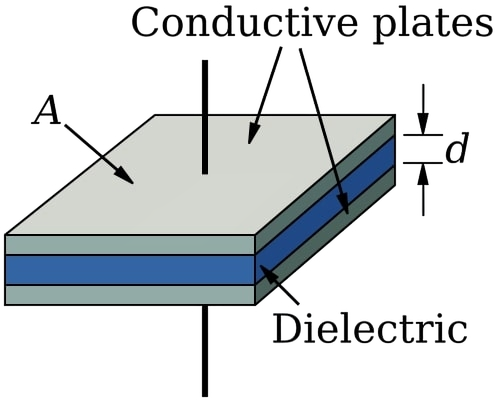 Conductive plates
A
d
Dielectric